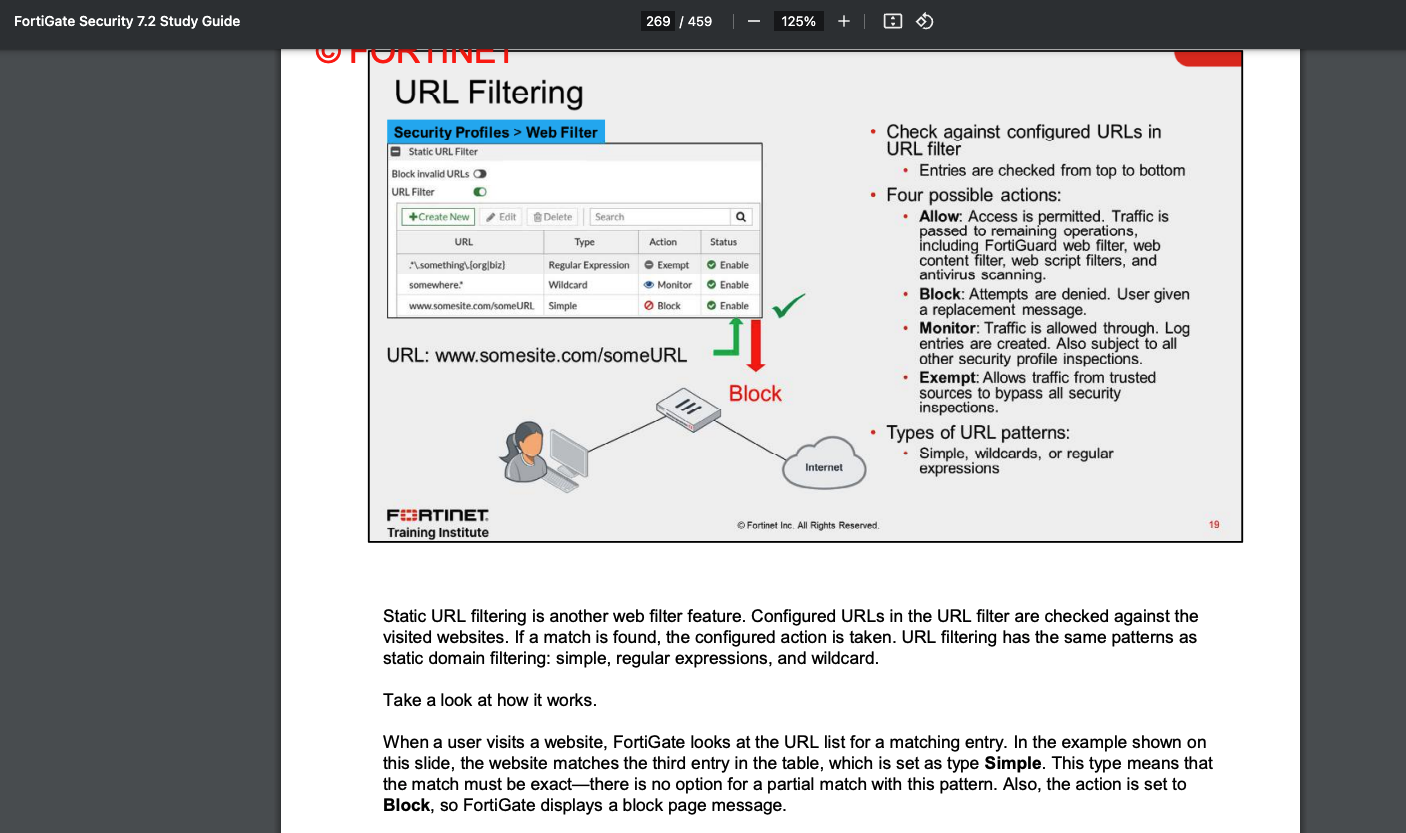 FortiGate Security 7.2 Study Guide
269 / 459
125%
© FORTINET
URL Filtering
Security Profiles > Web Filter
Static URL Filter
Block invalid URLs
URL Filter
Create New
Edit
Delete
Search
URL Type Action Status
.*\.something\.(org|biz) Regular Expression Exempt Enable
somewhere.* Wildcard Monitor Enable
www.somesite.com/someURL Simple Block Enable
URL: www.somesite.com/someURL
Block
Internet
• Check against configured URLs in
URL filter
• Entries are checked from top to bottom
• Four possible actions:
• Allow: Access is permitted. Traffic is
passed to remaining operations,
including FortiGuard web filter, web
content filter, web script filters, and
antivirus scanning.
• Block: Attempts are denied. User given
a replacement message.
• Monitor: Traffic is allowed through. Log
entries are created. Also subject to all
other security profile inspections.
• Exempt: Allows traffic from trusted
sources to bypass all security
inspections.
• Types of URL patterns:
• Simple, wildcards, or regular
expressions
FORTINET
Training Institute
© Fortinet Inc. All Rights Reserved.
19
Static URL filtering is another web filter feature. Configured URLs in the URL filter are checked against the
visited websites. If a match is found, the configured action is taken. URL filtering has the same patterns as
static domain filtering: simple, regular expressions, and wildcard.
Take a look at how it works.
When a user visits a website, FortiGate looks at the URL list for a matching entry. In the example shown on
this slide, the website matches the third entry in the table, which is set as type Simple. This type means that
the match must be exact—there is no option for a partial match with this pattern. Also, the action is set to
Block, so FortiGate displays a block page message.